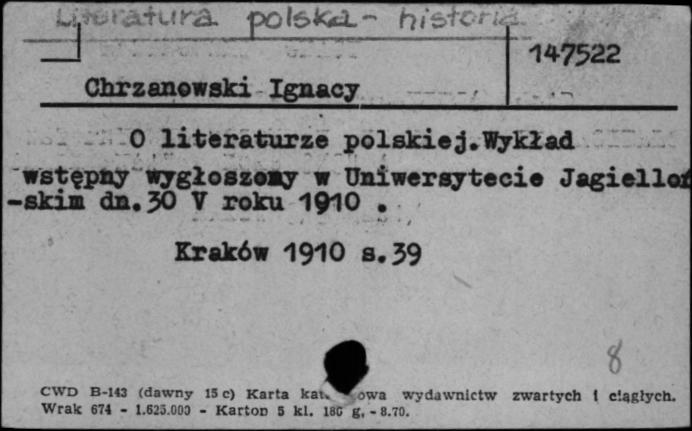 Literatura polska - historia
147522
Chrzanowski Ignacy
O literaturze polskiej. Wykład
wstępny wygłoszony w Uniwersytecie Jagielloń
-skim dn. 30 V roku 1910 .
Kraków 1910 s. 39
8
CWD B-143 (dawny 15 c) Karta wydawnictw zwartych i ciągłych.
Wrak 674 - 1.625.000 - Karton 5 kl. 180 g. - 8.70.